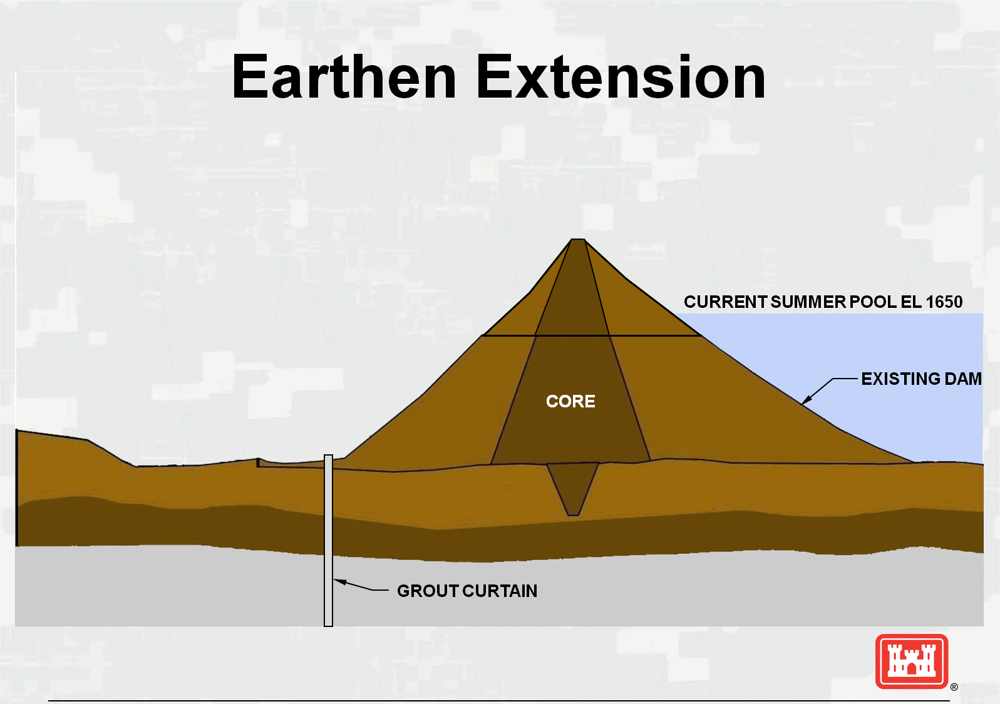 Earthen Extension
CURRENT SUMMER POOL EL 1650
EXISTING DAM
CORE
GROUT CURTAIN
®